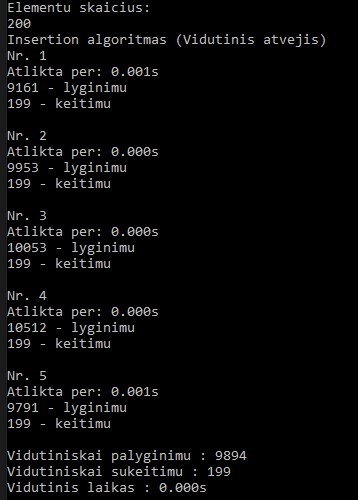 Elementu skaicius:
200
Insertion algoritmas (Vidutinis atvejis)
Nr. 1
Atlikta per: 0.001s
9161 - lyginimu
199 - keitimu
Nr. 2
Atlikta per: 0.000s
9953 - lyginimu
199 - keitimu
Nr. 3
Atlikta per: 0.000s
10053 - lyginimu
199 - keitimu
Nr. 4
Atlikta per: 0.000s
10512 - lyginimu
199 - keitimu
Nr. 5
Atlikta per: 0.001s
9791 - lyginimu
199 - keitimu
Vidutiniskai palyginimu : 9894
Vidutiniskai sukeitimu : 199
Vidutinis laikas : 0.000s